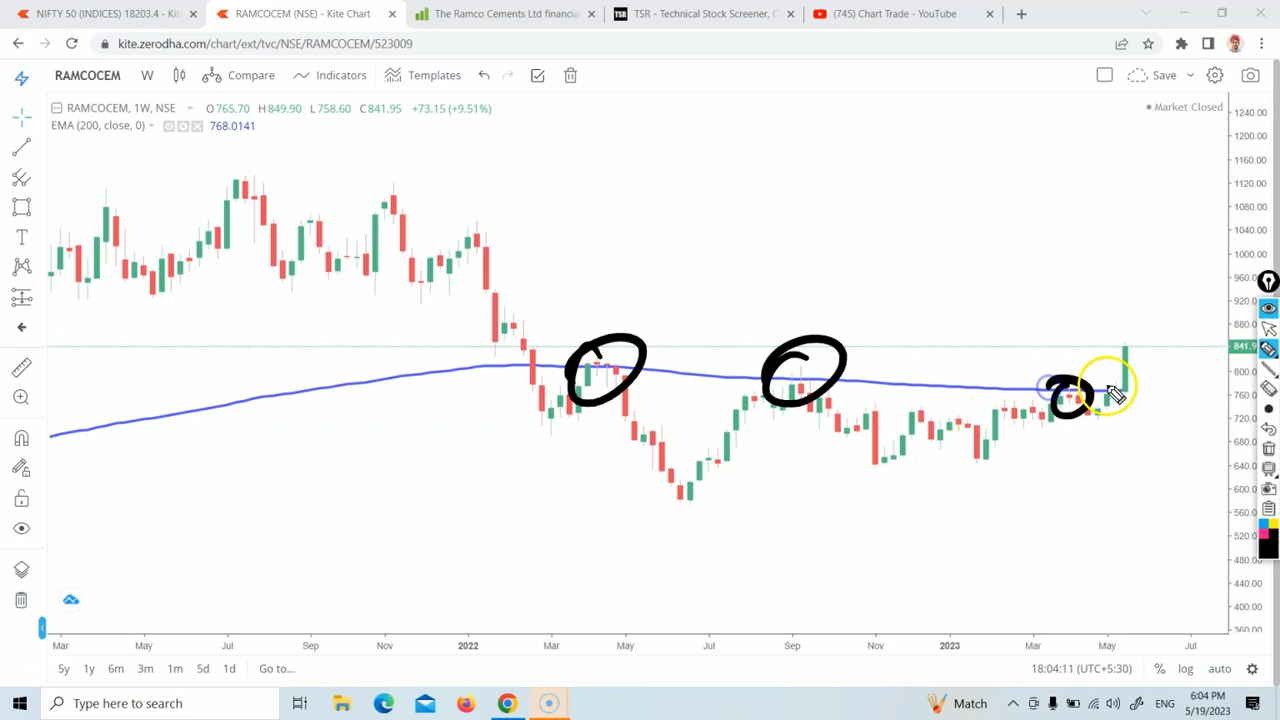 NIFTY 50 (INDICES) 18203.4 - Kit
RAMCOCEM (NSE) - Kite Chart
The Ramco Cements Ltd financial
TSR - Technical Stock Screener, C
(745) Chart Trade - YouTube
kite.zerodha.com/chart/ext/tvc/NSE/RAMCOCEM/523009
RAMCOCEM W Compare Indicators Templates Save
RAMCOCEM, 1W, NSE O765.70 H849.90 L758.60 C841.95 +73.15 (+9.51%) Market Closed
EMA (200, close, 0) 768.0141
1240.00
1200.00
1160.00
1120.00
1080.00
1040.00
1000.00
960.00
920.00
880.00
841.9
800.00
760.00
720.00
680.00
640.00
600.00
560.00
520.00
480.00
440.00
400.00
360.00
Mar May Jul Sep Nov 2022 Mar May Jul Sep Nov 2023 Mar May Jul
5y 1y 6m 3m 1m 5d 1d Go to... 18:04:11 (UTC+5:30) % log auto
Type here to search Match ENG 6:04 PM
5/19/2023